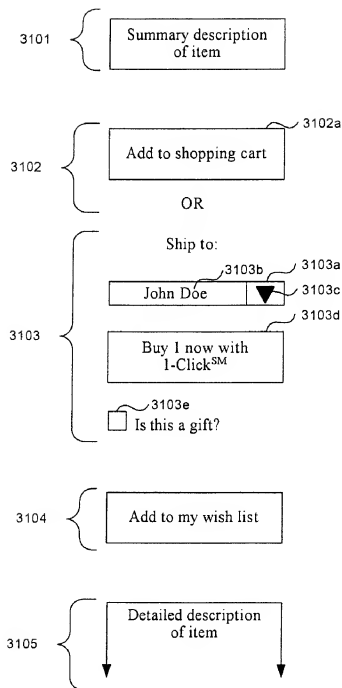 3101
Summary description
of item
3102a
3102
Add to shopping cart
OR
Ship to:
3103b
3103a
John Doe
3103c
3103d
3103
Buy 1 now with
1-Click℠
3103e
Is this a gift?
3104
Add to my wish list
3105
Detailed description
of item